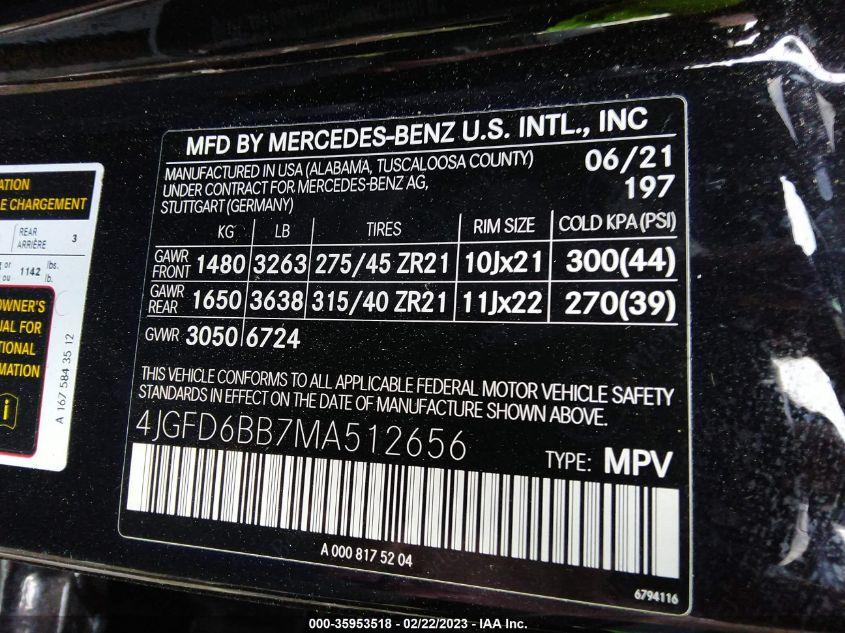 MFD BY MERCEDES-BENZ U.S. INTL., INC
MANUFACTURED IN USA (ALABAMA, TUSCALOOSA COUNTY) 06/21
UNDER CONTRACT FOR MERCEDES-BENZ AG, 197
STUTTGART (GERMANY)
KG LB TIRES RIM SIZE COLD KPA (PSI)
GAWR FRONT 1480 3263 275/45 ZR21 10Jx21 300(44)
GAWR REAR 1650 3638 315/40 ZR21 11Jx22 270(39)
GVWR 3050 6724
THIS VEHICLE CONFORMS TO ALL APPLICABLE FEDERAL MOTOR VEHICLE SAFETY
STANDARDS IN EFFECT ON THE DATE OF MANUFACTURE SHOWN ABOVE.
4JGFD6BB7MA512656
TYPE: MPV
A 000 817 52 04
6794116
CHARGEMENT
REAR 3
ARRIÈRE
or 1142 lbs.
ou lb.
OWNER'S
FOR
A 167 584 35 12
000-35953518 - 02/22/2023 - IAA Inc.